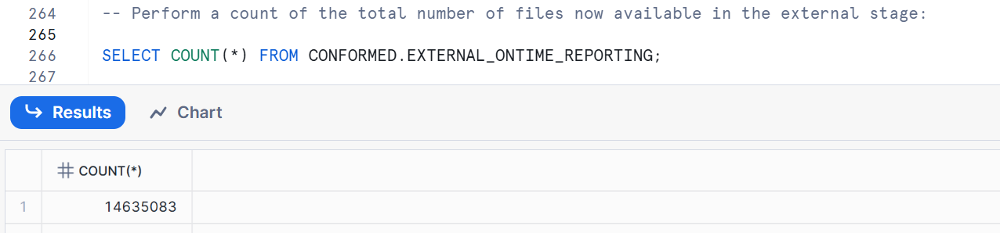 264 -- Perform a count of the total number of files now available in the external stage:
265
266 SELECT COUNT(*) FROM CONFORMED.EXTERNAL_ONTIME_REPORTING;
267
Results Chart
COUNT(*)
1 14635083